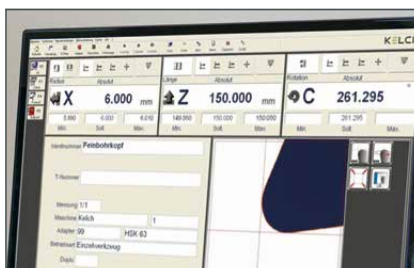 KELCH
Radius Absolut Länge Absolut Rotation Absolut
X 6.000 mm Z 150.000 mm C 261.295
5.990 6.000 6.010 149.950 150.000 150.050 261.295
Min. Soll Max. Min. Soll Max. Min. Soll Max.
Identnummer Feinbohrkopf
T-Nummer
Messung 1/1
Maschine Kelch 1
Adapter 99 HSK-63
Betriebsart Einzelwerkzeug
Duplo